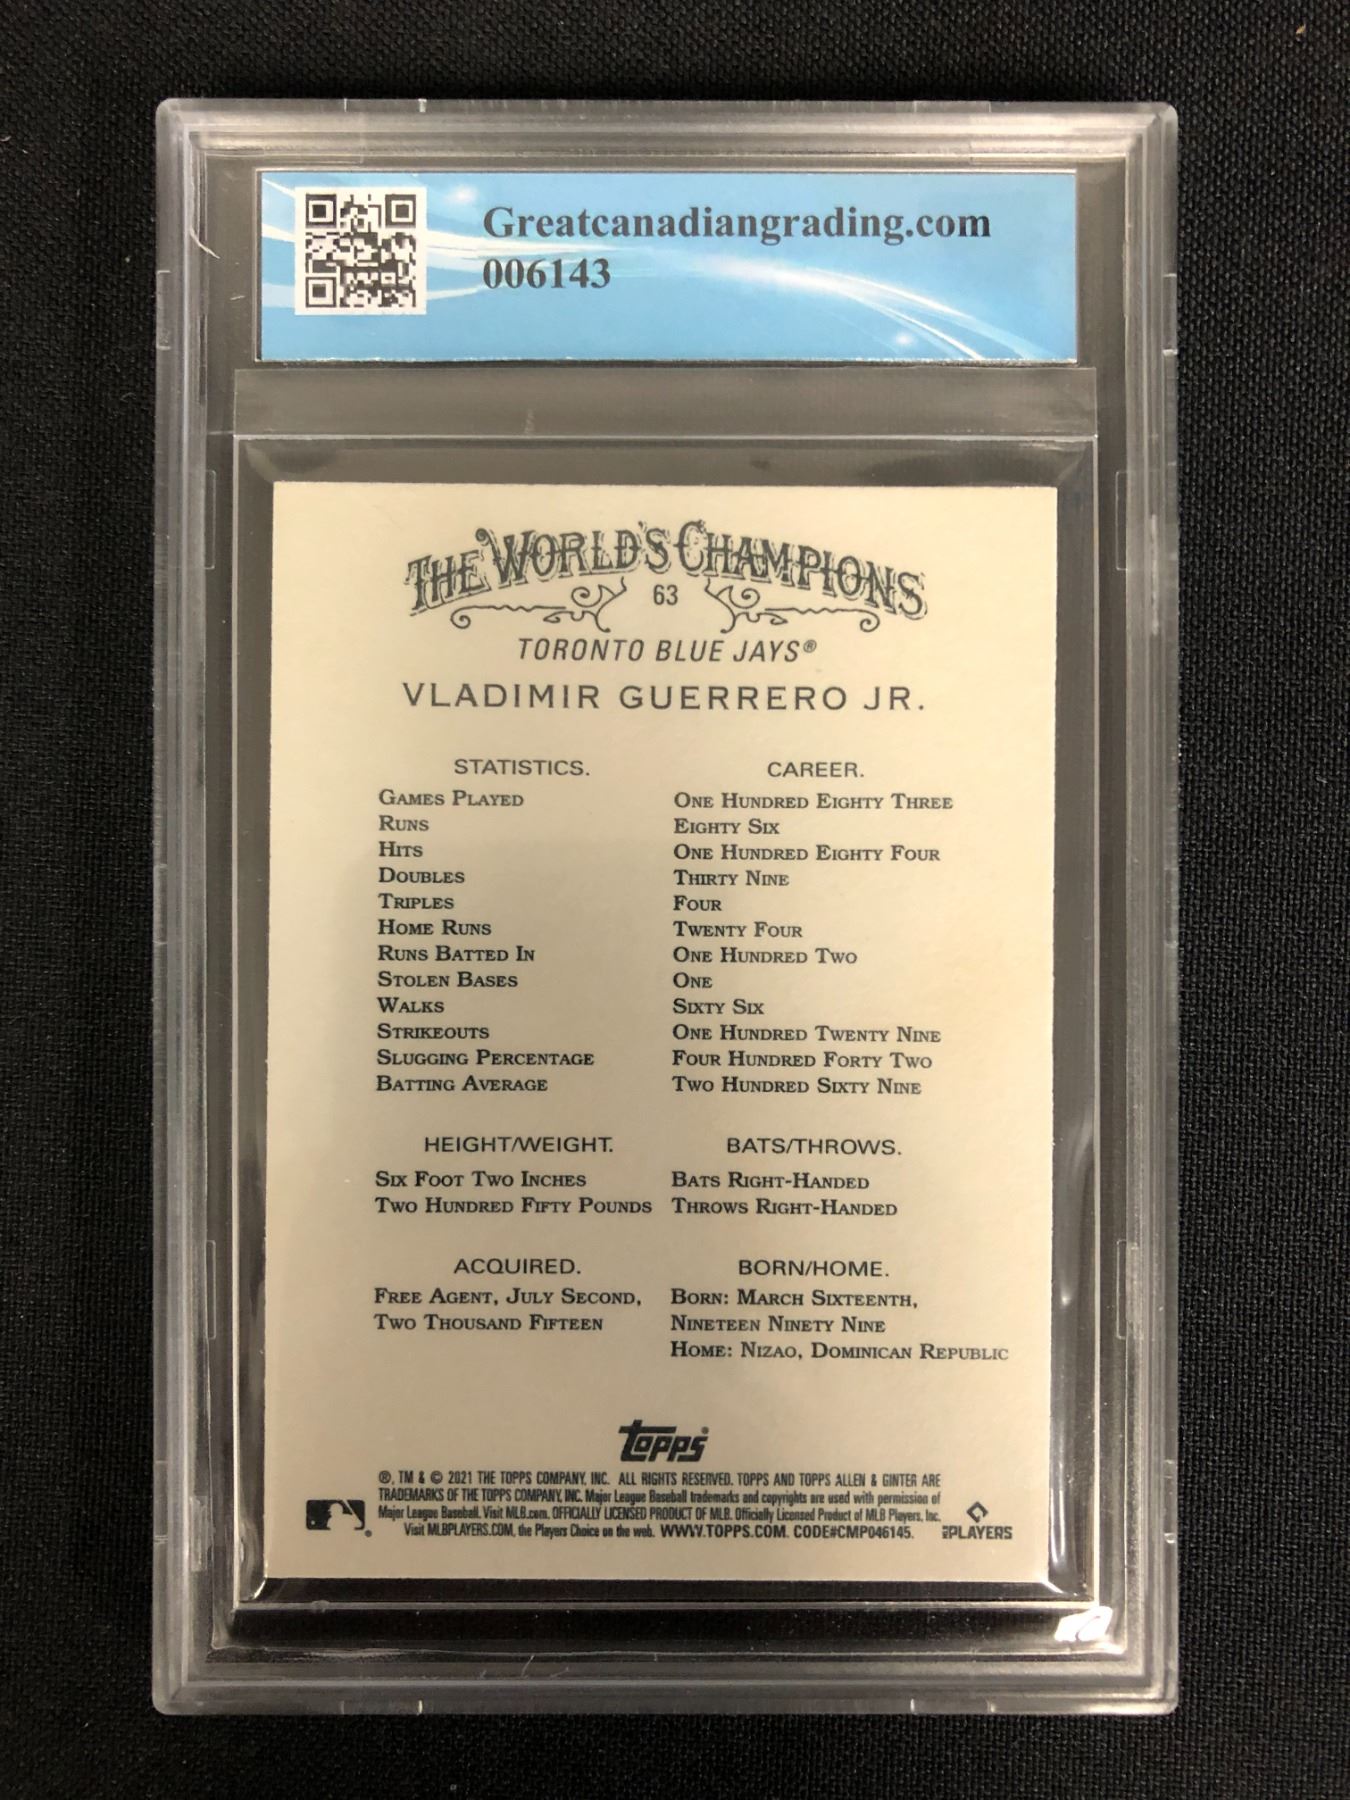 Greatcanadiangrading.com
006143
THE WORLD'S CHAMPIONS
63
TORONTO BLUE JAYS®
VLADIMIR GUERRERO JR.
STATISTICS. CAREER.
GAMES PLAYED ONE HUNDRED EIGHTY THREE
RUNS EIGHTY SIX
HITS ONE HUNDRED EIGHTY FOUR
DOUBLES THIRTY NINE
TRIPLES FOUR
HOME RUNS TWENTY FOUR
RUNS BATTED IN ONE HUNDRED TWO
STOLEN BASES ONE
WALKS SIXTY SIX
STRIKEOUTS ONE HUNDRED TWENTY NINE
SLUGGING PERCENTAGE FOUR HUNDRED FORTY TWO
BATTING AVERAGE TWO HUNDRED SIXTY NINE
HEIGHT/WEIGHT. BATS/THROWS.
SIX FOOT TWO INCHES BATS RIGHT-HANDED
TWO HUNDRED FIFTY POUNDS THROWS RIGHT-HANDED
ACQUIRED. BORN/HOME.
FREE AGENT, JULY SECOND, BORN: MARCH SIXTEENTH,
TWO THOUSAND FIFTEEN NINETEEN NINETY NINE
HOME: NIZAO, DOMINICAN REPUBLIC
topps®
®, TM & © 2021 THE TOPPS COMPANY, INC. ALL RIGHTS RESERVED. TOPPS AND TOPPS ALLEN & GINTER ARE
TRADEMARKS OF THE TOPPS COMPANY, INC. Major League Baseball trademarks and copyrights are used with permission of
Major League Baseball. Visit MLB.com. OFFICIALLY LICENSED PRODUCT OF MLB. Officially Licensed Product of MLB Players, Inc.
Visit MLBPLAYERS.COM, the Players Choice on the web. WWW.TOPPS.COM. CODE#CMP046145.
MLB PLAYERS